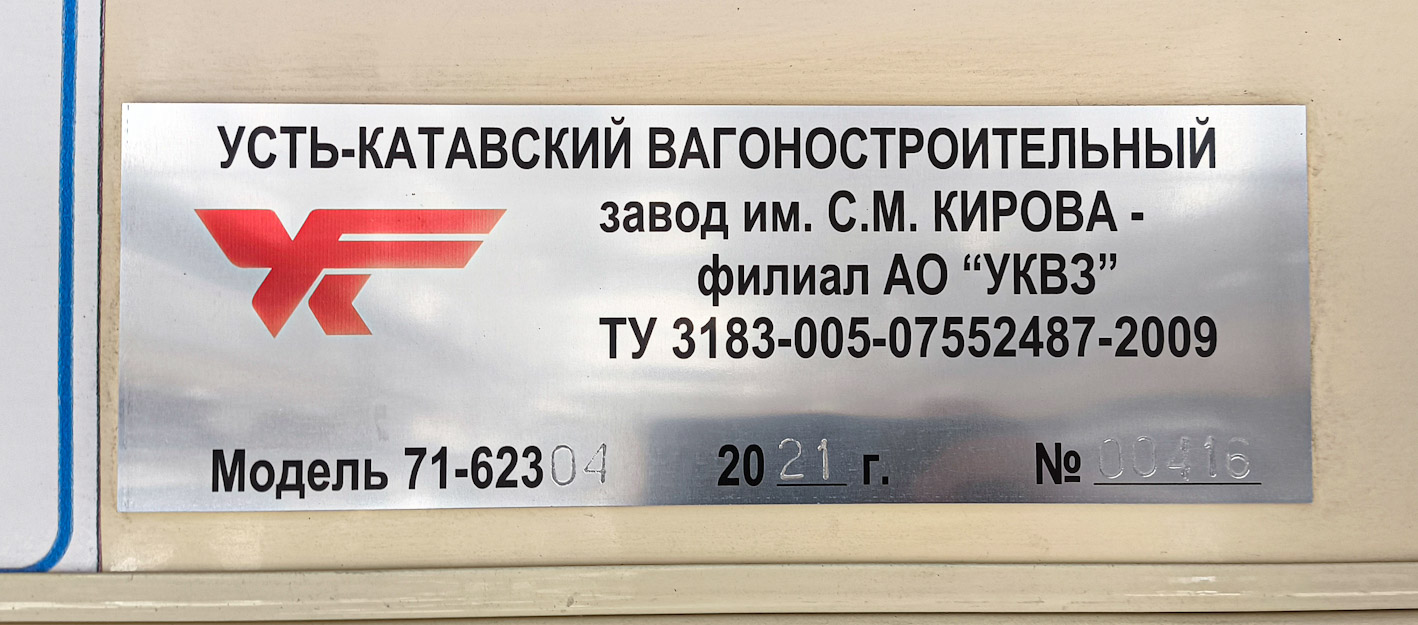 УСТЬ-КАТАВСКИЙ ВАГОНОСТРОИТЕЛЬНЫЙ
завод им. С.М. КИРОВА -
филиал АО “УКВЗ”
ТУ 3183-005-07552487-2009
Модель 71-62304 2021 г. № 00416